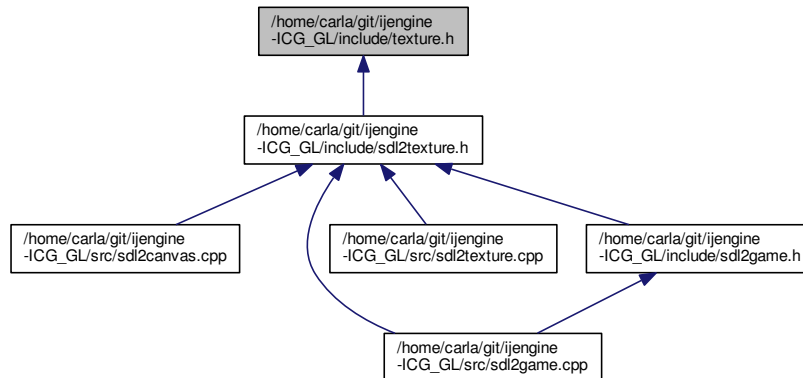 /home/carla/git/ijengine
-ICG_GL/include/texture.h
/home/carla/git/ijengine
-ICG_GL/include/sdl2texture.h
/home/carla/git/ijengine
-ICG_GL/src/sdl2canvas.cpp
/home/carla/git/ijengine
-ICG_GL/src/sdl2texture.cpp
/home/carla/git/ijengine
-ICG_GL/include/sdl2game.h
/home/carla/git/ijengine
-ICG_GL/src/sdl2game.cpp